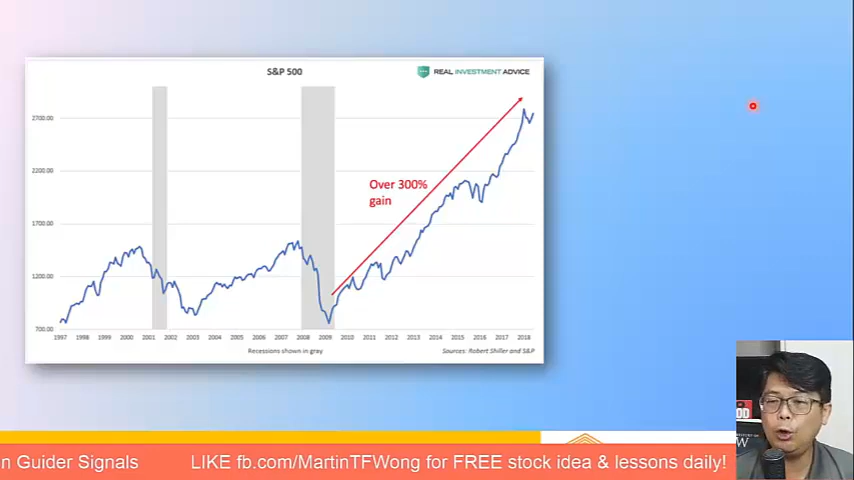 S&P 500
REAL INVESTMENT ADVICE
2700.00
2200.00
1700.00
1200.00
700.00
Over 300%
gain
1997 1998 1999 2000 2001 2002 2003 2004 2005 2006 2007 2008 2009 2010 2011 2012 2013 2014 2015 2016 2017 2018
Recessions shown in gray
Sources: Robert Shiller and S&P
n Guider Signals
LIKE fb.com/MartinTFWong for FREE stock idea & lessons daily!